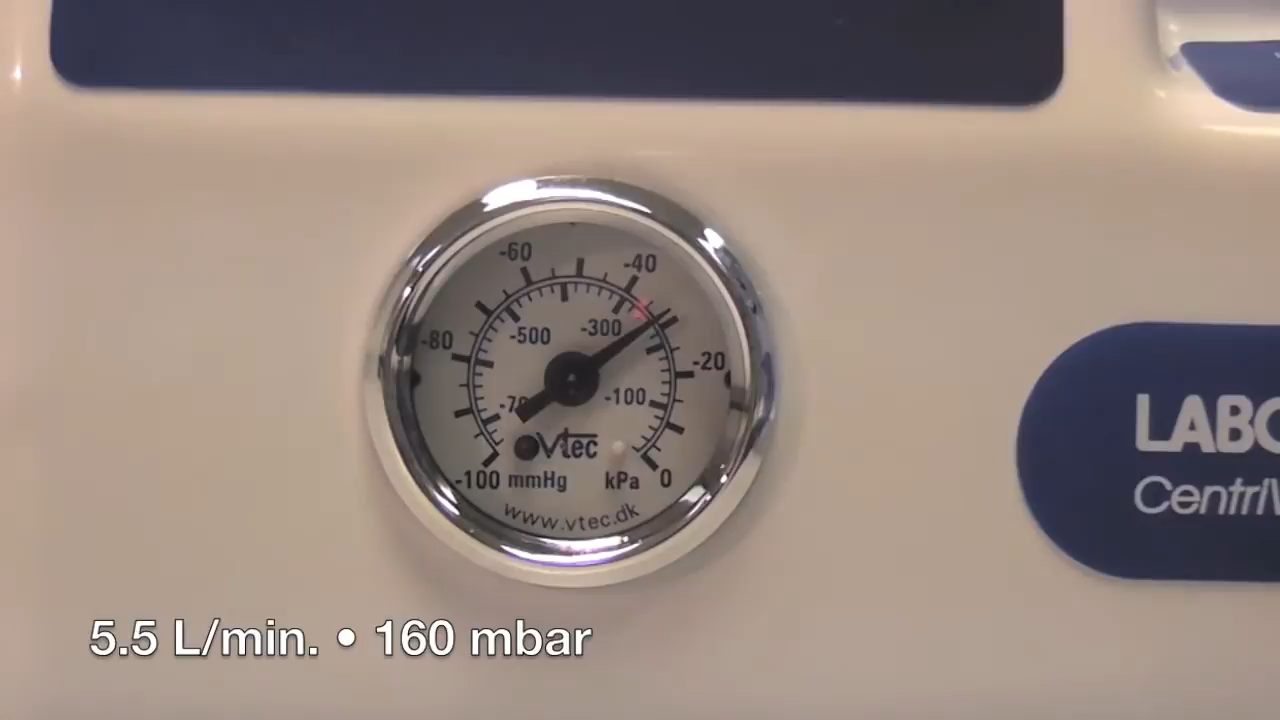 -60
-40
-500
-300
-80
-20
-100
Vtec
-100 mmHg kPa 0
www.vtec.dk
LABC
Centri
5.5 L/min. • 160 mbar